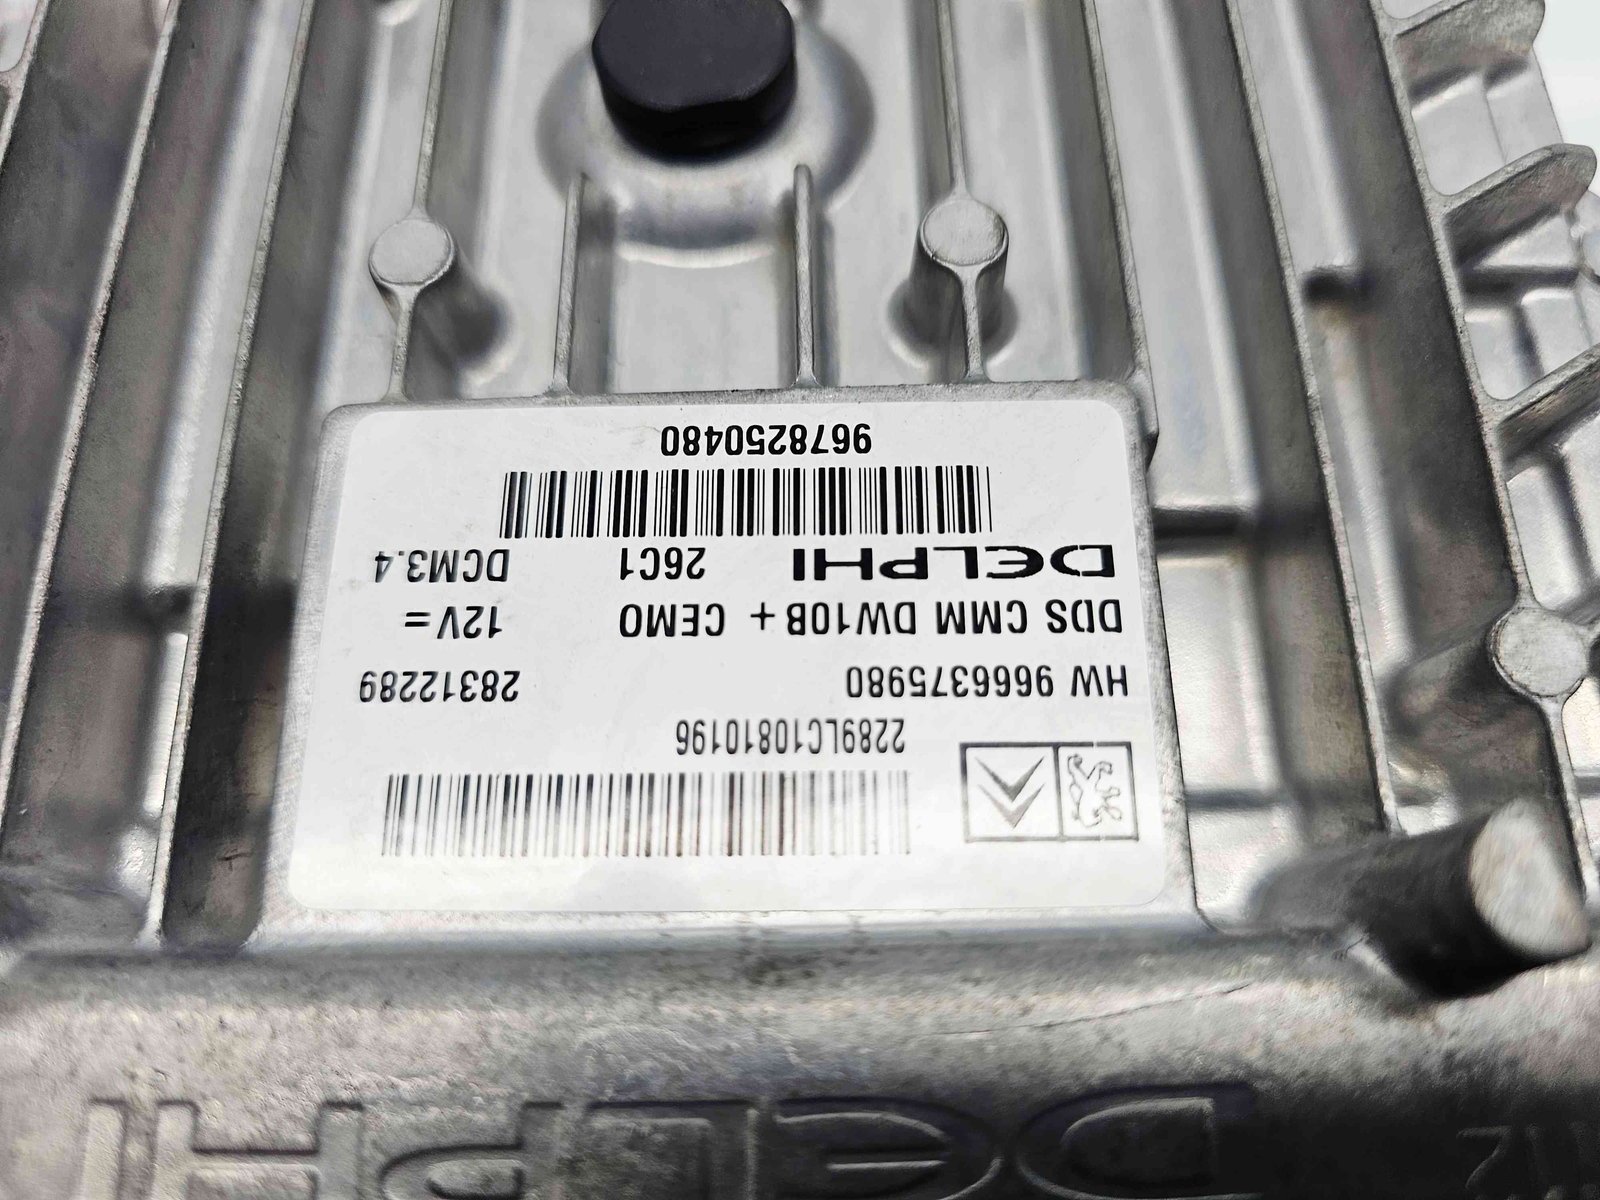 DELPHI
2289LC10810196
HW 9666375980 28312289
DDS CMM DW10B + CEMO 12V =
DELPHI 26C1 DCM3.4
9678250480